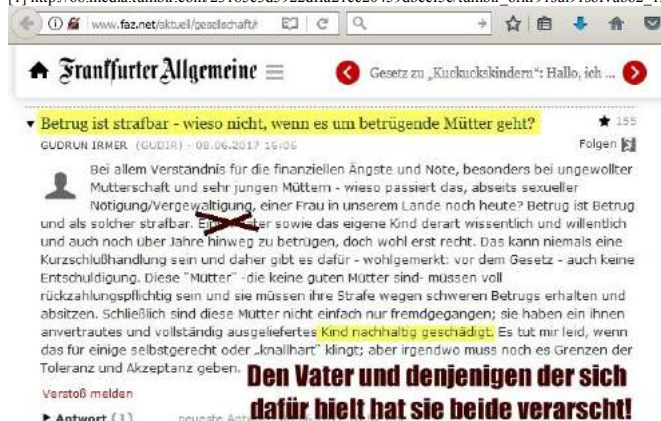 www.faz.net/aktuell/gesellschaft/
Frankfurter Allgemeine
Gesetz zu „Kuckuckskindern": Hallo, ich ...
Betrug ist strafbar - wieso nicht, wenn es um betrügende Mütter geht?
155
GUDRUN IRMER (GUDIR) - 08.06.2017 16:06
Folgen
Bei allem Verständnis für die finanziellen Ängste und Nöte, besonders bei ungewollter
Mutterschaft und sehr jungen Müttern - wieso passiert das, abseits sexueller
Nötigung/Vergewaltigung, einer Frau in unserem Lande noch heute? Betrug ist Betrug
und als solcher strafbar. sowie das eigene Kind derart wissentlich und willentlich
und auch noch über Jahre hinweg zu betrügen, doch wohl erst recht. Das kann niemals eine
Kurzschlußhandlung sein und daher gibt es dafür - wohlgemerkt: vor dem Gesetz - auch keine
Entschuldigung. Diese "Mütter" -die keine guten Mütter sind- müssen voll
rückzahlungspflichtig sein und sie müssen ihre Strafe wegen schweren Betrugs erhalten und
absitzen. Schließlich sind diese Mütter nicht einfach nur fremdgegangen; sie haben ein ihnen
anvertrautes und vollständig ausgeliefertes Kind nachhaltig geschädigt. Es tut mir leid, wenn
das für einige selbstgerecht oder „knallhart" klingt; aber irgendwo muss noch es Grenzen der
Toleranz und Akzeptanz geben.
Den Vater und denjenigen der sich
dafür hielt hat sie beide verarscht!
Verstoß melden
Antwort (1)